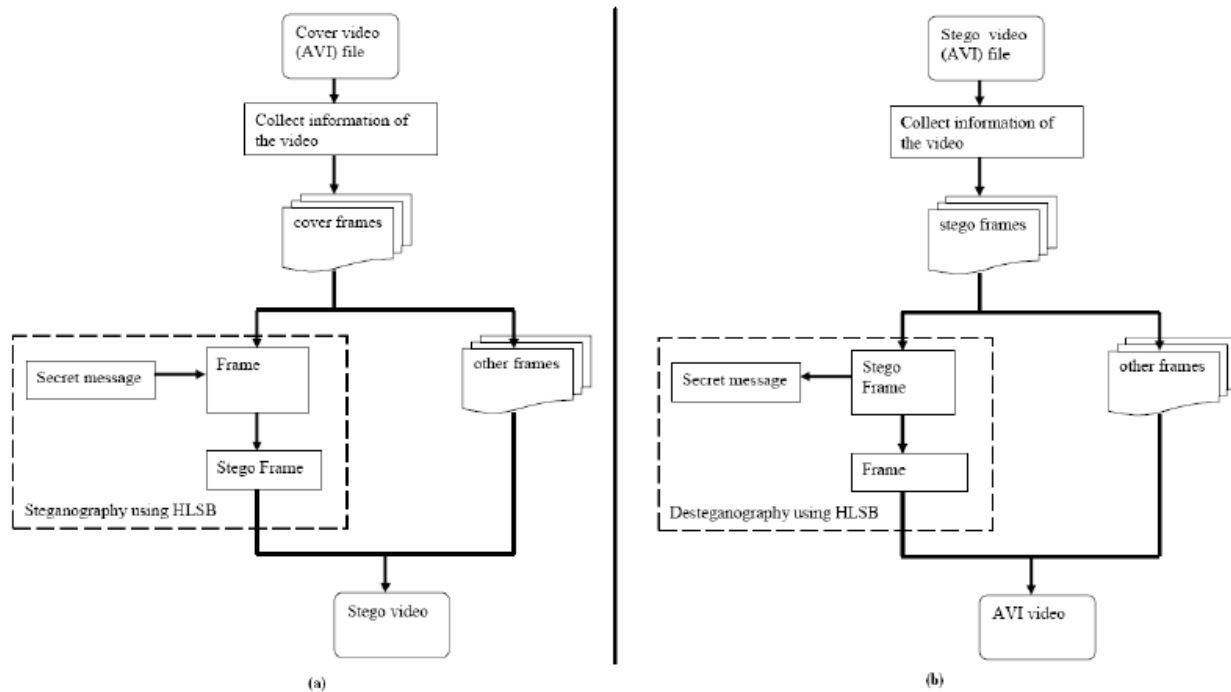 Cover video
(AVI) file
Collect information of
the video
cover frames
Frame
Secret message
other frames
Stego Frame
Steganography using HLSB
Stego video
(a)
Stego video
(AVI) file
Collect information of
the video
stego frames
Stego
Frame
Secret message
other frames
Frame
Desteganography using HLSB
AVI video
(b)